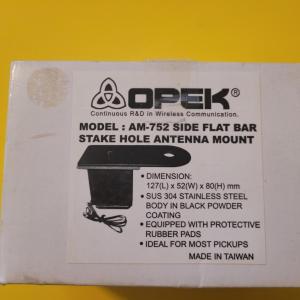 OPEK®
Continuous R&D in Wireless Communication.
MODEL : AM-752 SIDE FLAT BAR
STAKE HOLE ANTENNA MOUNT
• DIMENSION:
127(L) x 52(W) x 80(H) mm
• SUS 304 STAINLESS STEEL
BODY IN BLACK POWDER
COATING
• EQUIPPED WITH PROTECTIVE
RUBBER PADS
• IDEAL FOR MOST PICKUPS
MADE IN TAIWAN